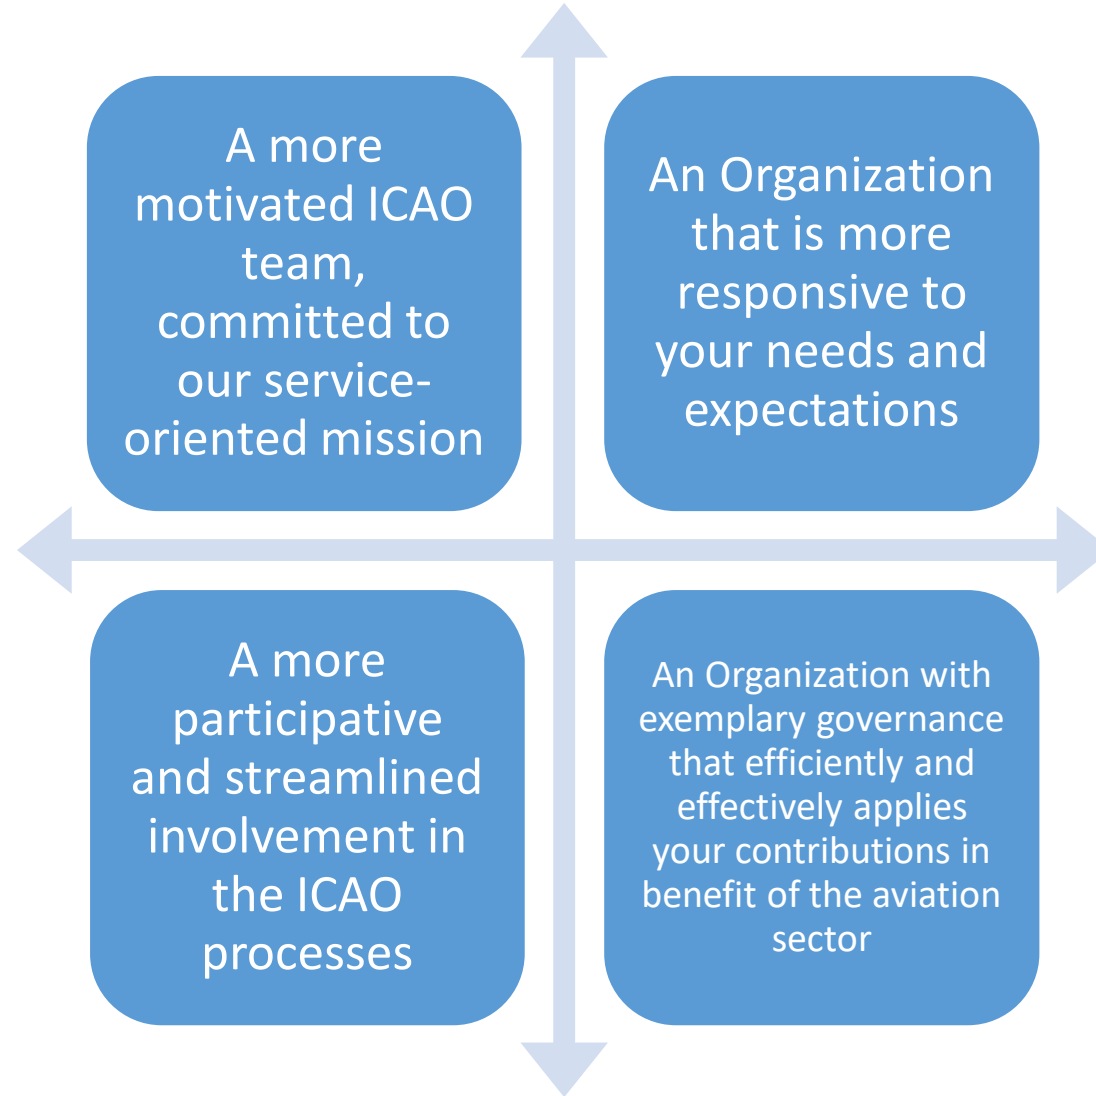 A more
motivated ICAO
team,
committed to
our service-
oriented mission
An Organization
that is more
responsive to
your needs and
expectations
A more
participative
and streamlined
involvement in
the ICAO
processes
An Organization with
exemplary governance
that efficiently and
effectively applies
your contributions in
benefit of the aviation
sector